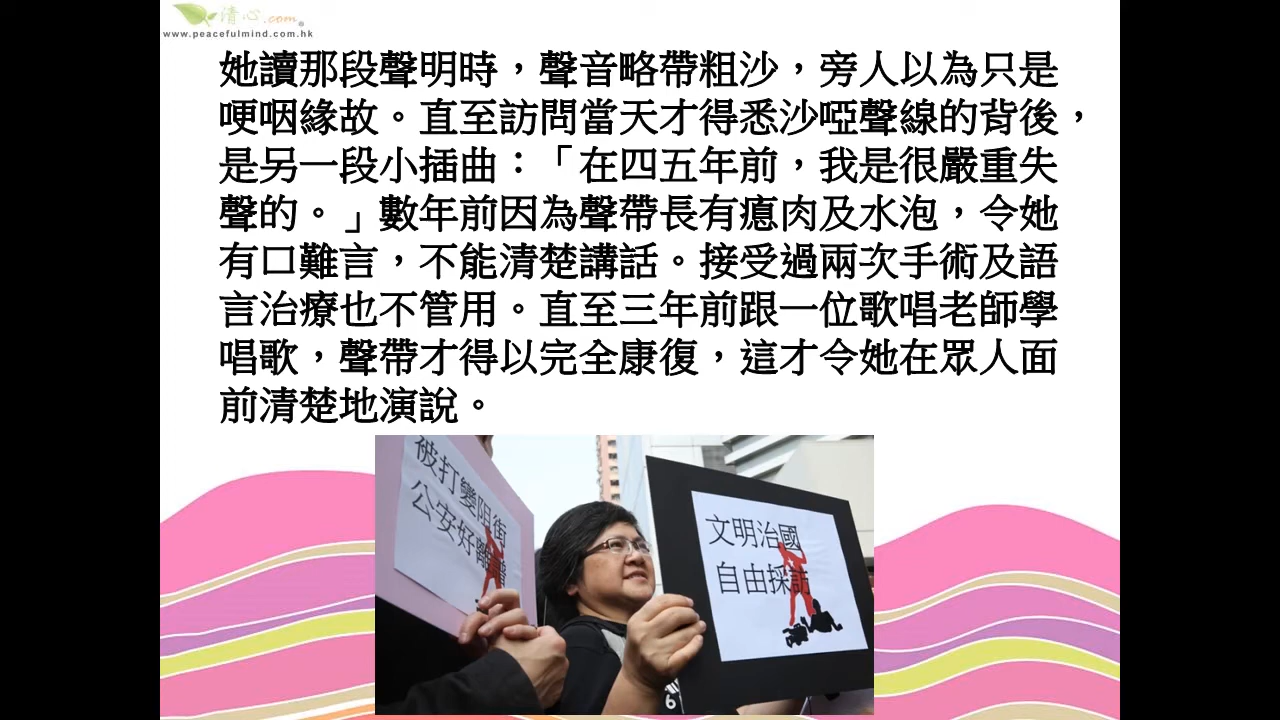 清心.com
www.peacefulmind.com.hk
她讀那段聲明時，聲音略帶粗沙，旁人以為只是
哽咽緣故。直至訪問當天才得悉沙啞聲線的背後，
是另一段小插曲：「在四五年前，我是很嚴重失
聲的。」數年前因為聲帶長有瘜肉及水泡，令她
有口難言，不能清楚講話。接受過兩次手術及語
言治療也不管用。直至三年前跟一位歌唱老師學
唱歌，聲帶才得以完全康復，這才令她在眾人面
前清楚地演說。
被打變阻街
公安好離譜
文明治國
自由採訪
6